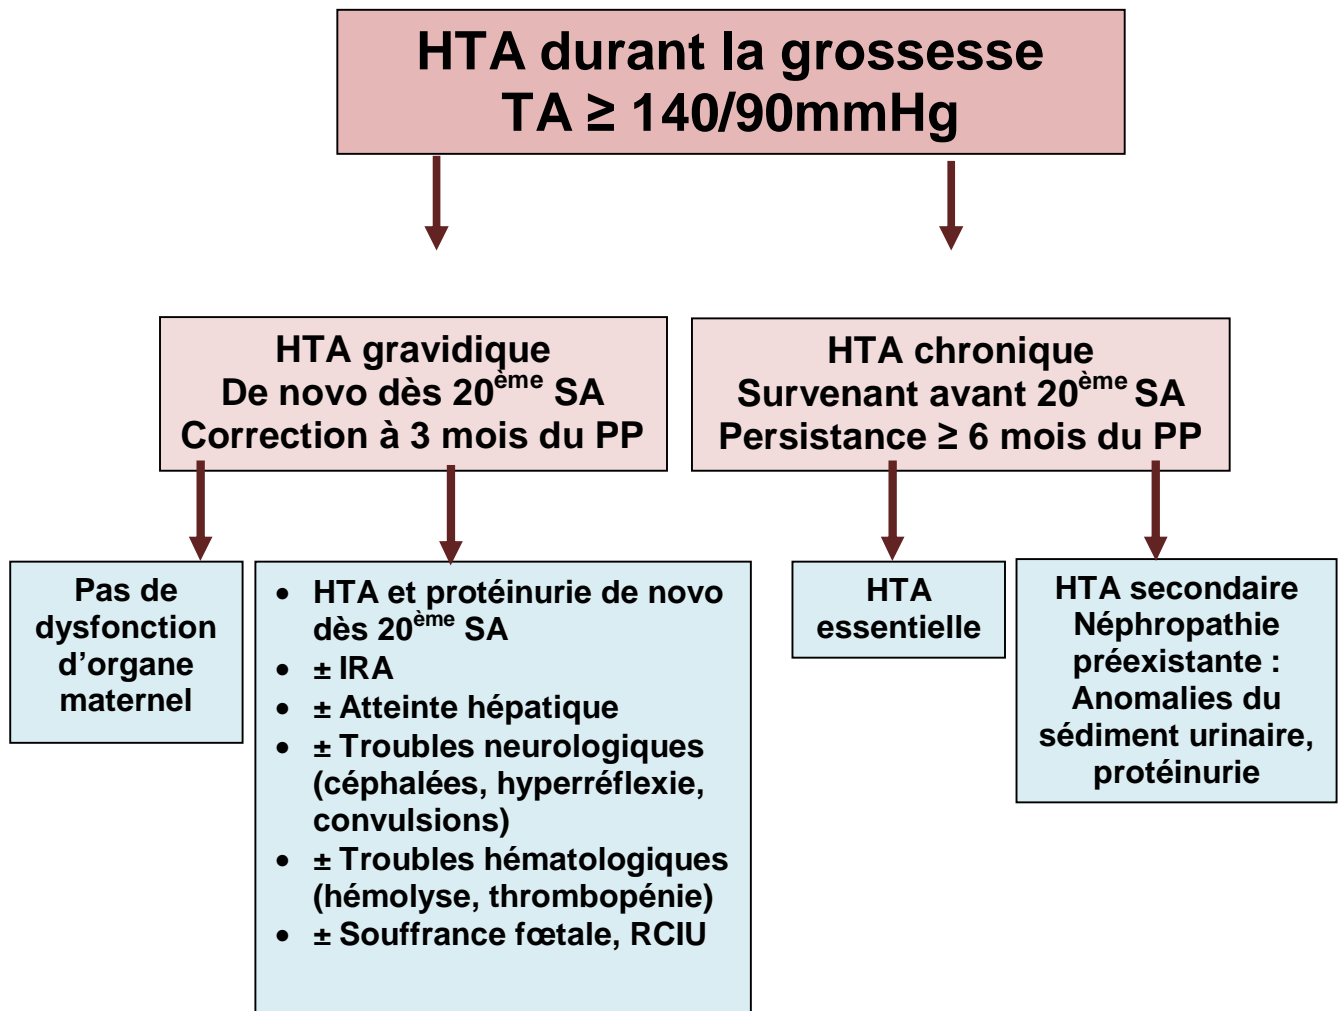 HTA durant la grossesse
TA ≥ 140/90mmHg
HTA gravidique
De novo dès 20ème SA
Correction à 3 mois du PP
HTA chronique
Survenant avant 20ème SA
Persistance ≥ 6 mois du PP
Pas de
dysfonction
d’organe
maternel
• HTA et protéinurie de novo
dès 20ème SA
• ± IRA
• ± Atteinte hépatique
• ± Troubles neurologiques
(céphalées, hyperréflexie,
convulsions)
• ± Troubles hématologiques
(hémolyse, thrombopénie)
• ± Souffrance fœtale, RCIU
HTA
essentielle
HTA secondaire
Néphropathie
préexistante :
Anomalies du
sédiment urinaire,
protéinurie